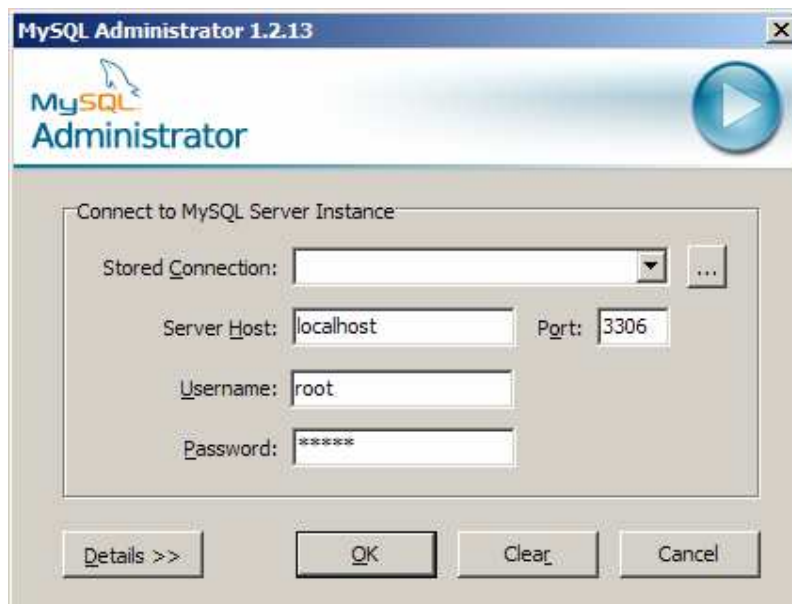 MySQL Administrator 1.2.13
MySQL
Administrator
Connect to MySQL Server Instance
Stored Connection:
...
Server Host: localhost Port: 3306
Username: root
Password: *****
Details >> OK Clear Cancel